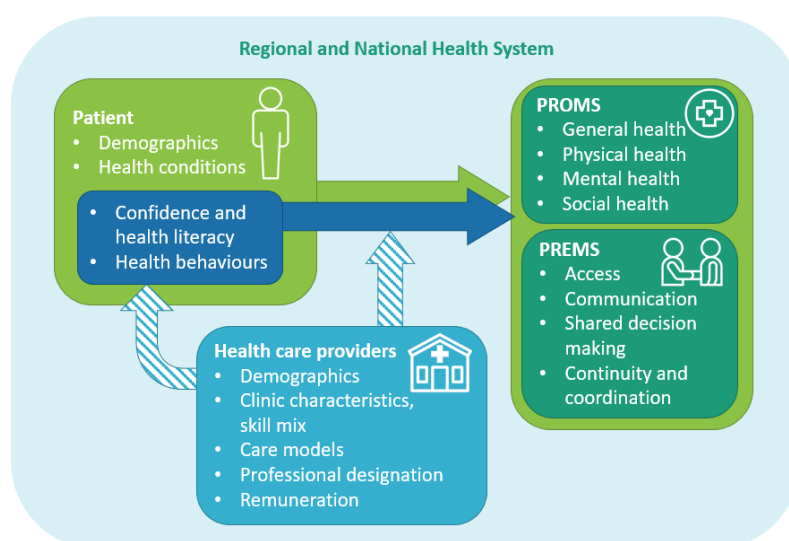 Regional and National Health System
Patient
• Demographics
• Health conditions
• Confidence and
health literacy
• Health behaviours
Health care providers
• Demographics
• Clinic characteristics,
skill mix
• Care models
• Professional designation
• Remuneration
PROMS
• General health
• Physical health
• Mental health
• Social health
PREMS
• Access
• Communication
• Shared decision
making
• Continuity and
coordination